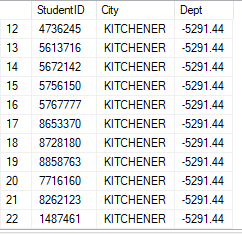 StudentID City Dept
12 4736245 KITCHENER -5291.44
13 5613716 KITCHENER -5291.44
14 5672142 KITCHENER -5291.44
15 5756150 KITCHENER -5291.44
16 5767777 KITCHENER -5291.44
17 8653370 KITCHENER -5291.44
18 8728180 KITCHENER -5291.44
19 8858763 KITCHENER -5291.44
20 7716160 KITCHENER -5291.44
21 8262123 KITCHENER -5291.44
22 1487461 KITCHENER -5291.44